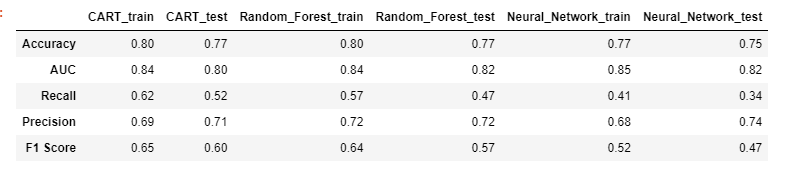 CART_train CART_test Random_Forest_train Random_Forest_test Neural_Network_train Neural_Network_test
Accuracy 0.80 0.77 0.80 0.77 0.77 0.75
AUC 0.84 0.80 0.84 0.82 0.85 0.82
Recall 0.62 0.52 0.57 0.47 0.41 0.34
Precision 0.69 0.71 0.72 0.72 0.68 0.74
F1 Score 0.65 0.60 0.64 0.57 0.52 0.47